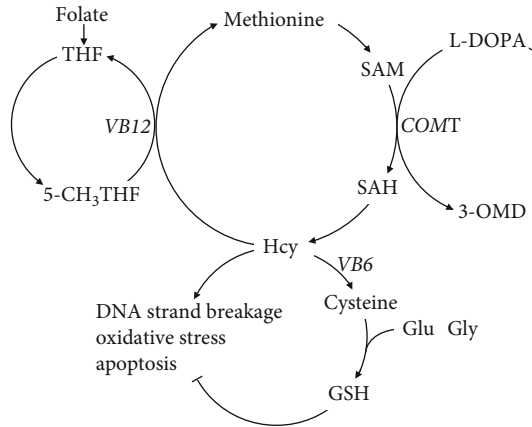 Folate
Methionine
THF
L-DOPA
SAM
VB12
COMT
5-CH₃THF
SAH
3-OMD
Hcy
VB6
DNA strand breakage
oxidative stress
apoptosis
Cysteine
Glu Gly
GSH